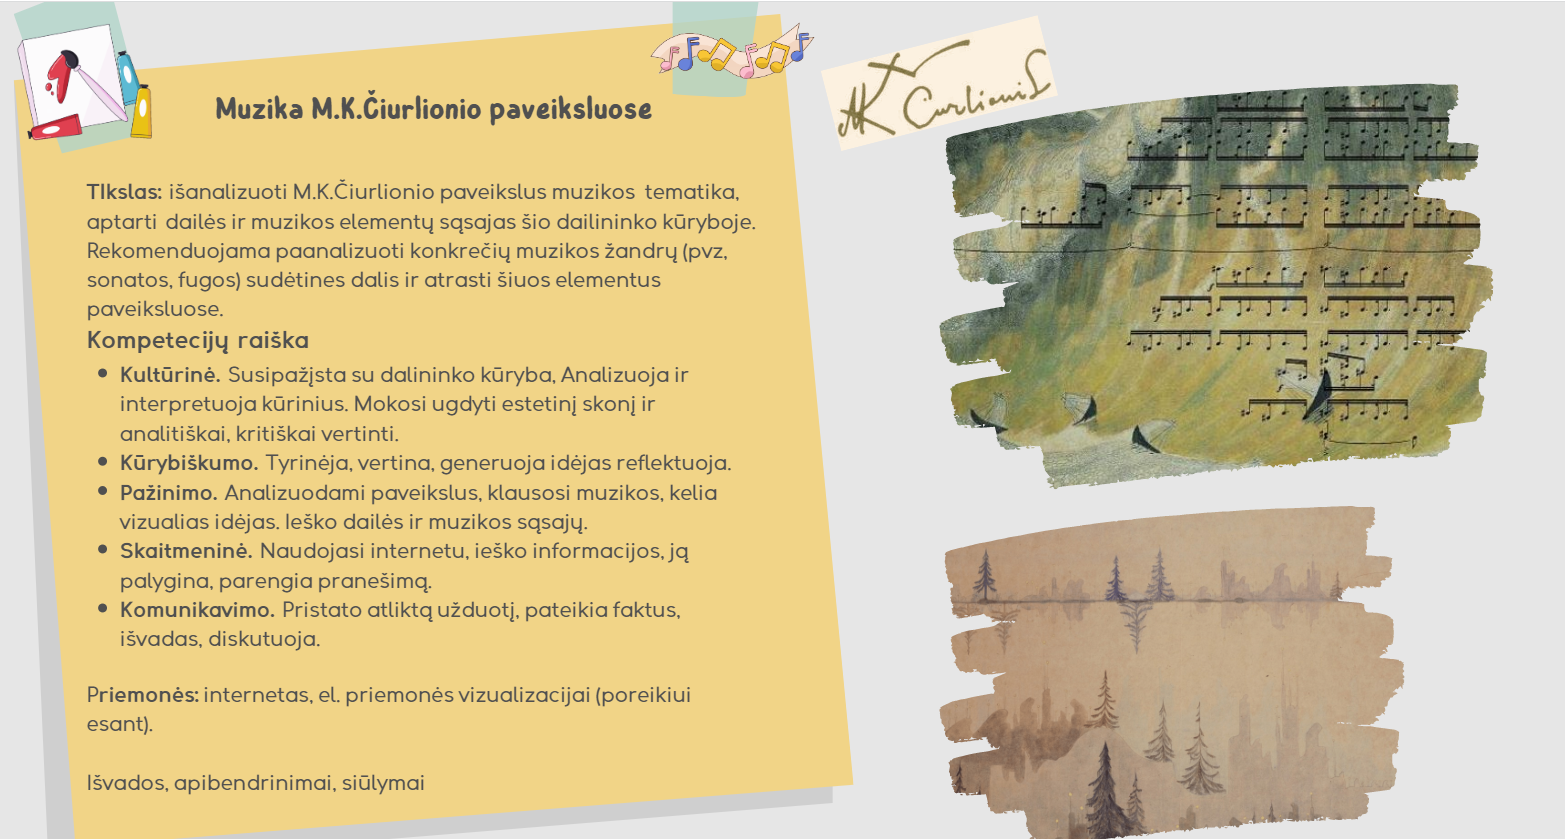 Muzika M.K.Čiurlionio paveiksluose
MK Čiurlionis
TIkslas: išanalizuoti M.K.Čiurlionio paveikslus muzikos tematika,
aptarti dailės ir muzikos elementų sąsajas šio dailininko kūryboje.
Rekomenduojama paanalizuoti konkrečių muzikos žandrų (pvz,
sonatos, fugos) sudėtines dalis ir atrasti šiuos elementus
paveiksluose.
Kompetecijų raiška
Kultūrinė. Susipažįsta su dalininko kūryba, Analizuoja ir
interpretuoja kūrinius. Mokosi ugdyti estetinį skonį ir
analitiškai, kritiškai vertinti.
Kūrybiškumo. Tyrinėja, vertina, generuoja idėjas reflektuoja.
Pažinimo. Analizuodami paveikslus, klausosi muzikos, kelia
vizualias idėjas. Ieško dailės ir muzikos sąsajų.
Skaitmeninė. Naudojasi internetu, ieško informacijos, ją
palygina, parengia pranešimą.
Komunikavimo. Pristato atliktą užduotį, pateikia faktus,
išvadas, diskutuoja.
Priemonės: internetas, el. priemonės vizualizacijai (poreikiui
esant).
Išvados, apibendrinimai, siūlymai